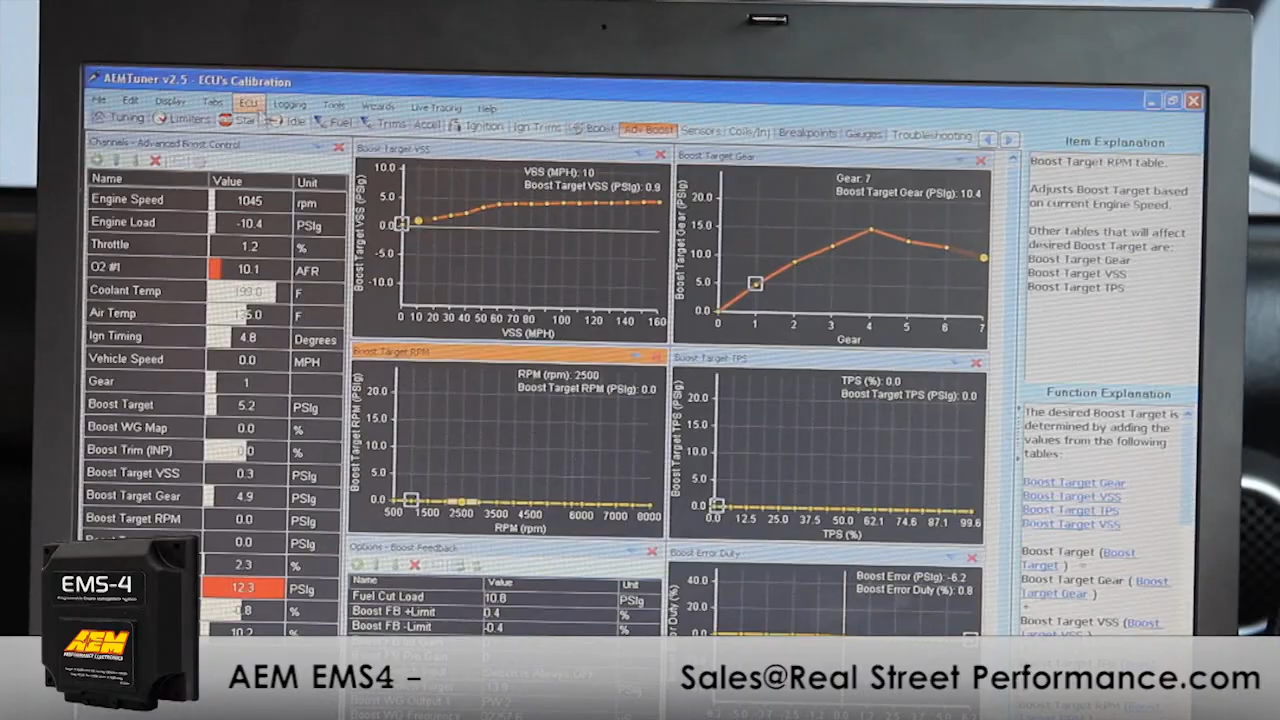 AEMTuner v2.5 - ECU's Calibration
File Edit Display Tabs ECU Logging Tools Wizards Live Tracing Help
Tuning Limiters Idle Fuel Trims Accel Ignition Ign Trims Boost Adv Boost Sensors Coils/Inj Breakpoints Gauges Troubleshooting
Channels - Advanced Boost Control
Name Value Unit
Engine Speed 1045 rpm
Engine Load -10.4 PSIg
Throttle 1.2 %
O2 #1 10.1 AFR
Coolant Temp 199.0 F
Air Temp F
Ign Timing 4.8 Degrees
Vehicle Speed 0.0 MPH
Gear 1
Boost Target 5.2 PSIg
Boost WG Map 0.0 %
Boost Trim (INP) 0.0 %
Boost Target VSS 0.3 PSIg
Boost Target Gear 4.9 PSIg
Boost Target RPM 0.0 PSIg
0.0 PSIg
2.3 %
12.3 PSIg
%
10.2 %
Boost Target VSS
VSS (MPH): 10
Boost Target VSS (PSIg): 0.9
Boost Target VSS (PSIg)
10.0
5.0
0.0
-5.0
-10.0
0 10 20 30 40 50 60 70 80 100 120 140 160
VSS (MPH)
Boost Target Gear
Gear: 7
Boost Target Gear (PSIg): 10.4
Boost Target Gear (PSIg)
20.0
15.0
10.0
5.0
0.0
0 1 2 3 4 5 6 7
Gear
Boost Target RPM
RPM (rpm): 2500
Boost Target RPM (PSIg): 0.0
Boost Target RPM (PSIg)
20.0
15.0
10.0
5.0
0.0
500 1500 2500 3500 4500 6000 7000 8000
RPM (rpm)
Boost Target TPS
TPS (%): 0.0
Boost Target TPS (PSIg): 0.0
Boost Target TPS (PSIg)
20.0
15.0
10.0
5.0
0.0
0.0 12.5 25.0 37.5 50.0 62.1 74.6 87.1 99.6
TPS (%)
Options - Boost Feedback
Name Value Unit
Fuel Cut Load 10.8 PSIg
Boost FB +Limit 0.4 %
Boost FB -Limit -0.4 %
Boost Error Duty
Boost Error (PSIg): -6.2
Boost Error Duty (%): 0.8
40.0
20.0
0.0
Item Explanation
Boost Target RPM table.
Adjusts Boost Target based
on current Engine Speed.
Other tables that will affect
desired Boost Target are:
Boost Target Gear
Boost Target VSS
Boost Target TPS
Function Explanation
The desired Boost Target is
determined by adding the
values from the following
tables:
Boost Target Gear
Boost Target VSS
Boost Target TPS
Boost Target VSS
Boost Target (Boost
Target ) =
Boost Target Gear ( Boost
Target Gear )
+
Boost Target VSS (Boost
Target VSS )
EMS-4
AEM
PERFORMANCE ELECTRONICS
AEM EMS4 –
Sales@Real Street Performance.com